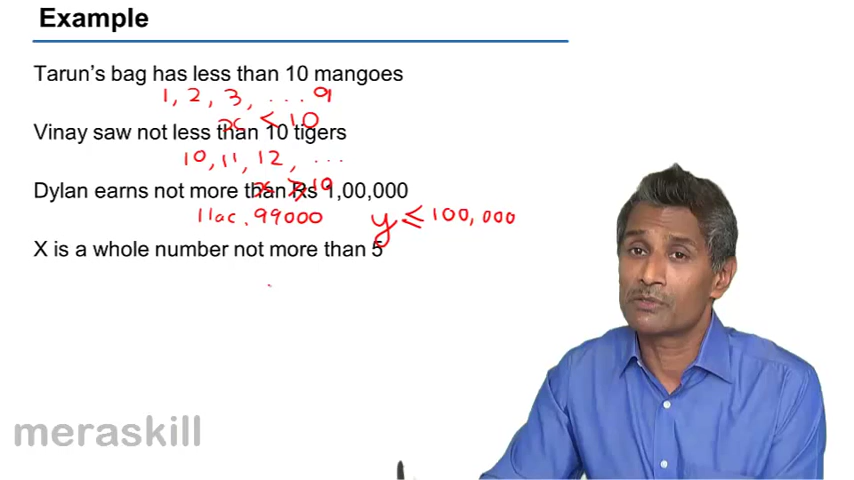 Example
Tarun's bag has less than 10 mangoes
1, 2, 3, ... 9
x < 10
Vinay saw not less than 10 tigers
10, 11, 12, ...
x ≥ 10
Dylan earns not more than Rs 1,00,000
1lac. 99000 y ≤ 100,000
X is a whole number not more than 5
meraskill